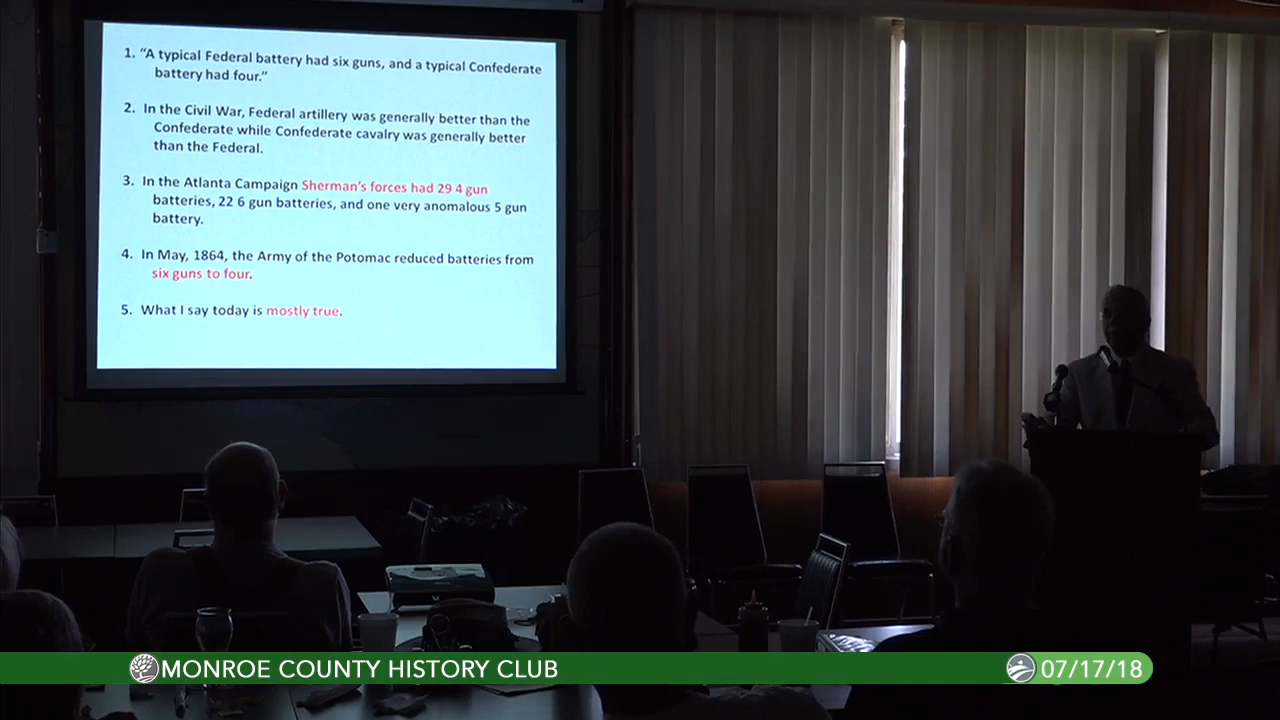 1. “A typical Federal battery had six guns, and a typical Confederate
battery had four.”
2. In the Civil War, Federal artillery was generally better than the
Confederate while Confederate cavalry was generally better
than the Federal.
3. In the Atlanta Campaign Sherman’s forces had 29 4 gun
batteries, 22 6 gun batteries, and one very anomalous 5 gun
battery.
4. In May, 1864, the Army of the Potomac reduced batteries from
six guns to four.
5. What I say today is mostly true.
MONROE COUNTY HISTORY CLUB
07/17/18